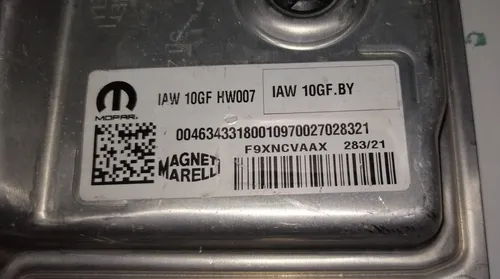 IAW 10GF HW007 IAW 10GF.BY
MOPAR
00463433180010970027028321
F9XNCVAAX 283/21
MAGNETI
MARELLI